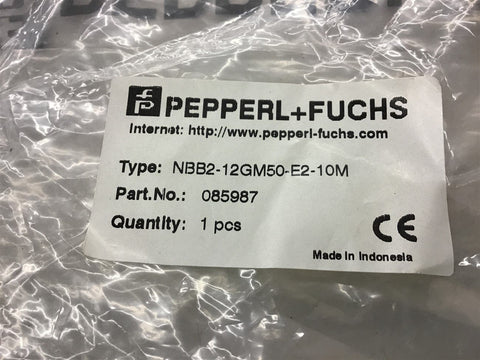 PEPPERL+FUCHS
Internet: http://www.pepperl-fuchs.com
Type: NBB2-12GM50-E2-10M
Part.No.: 085987
Quantity: 1 pcs
CE
Made in Indonesia